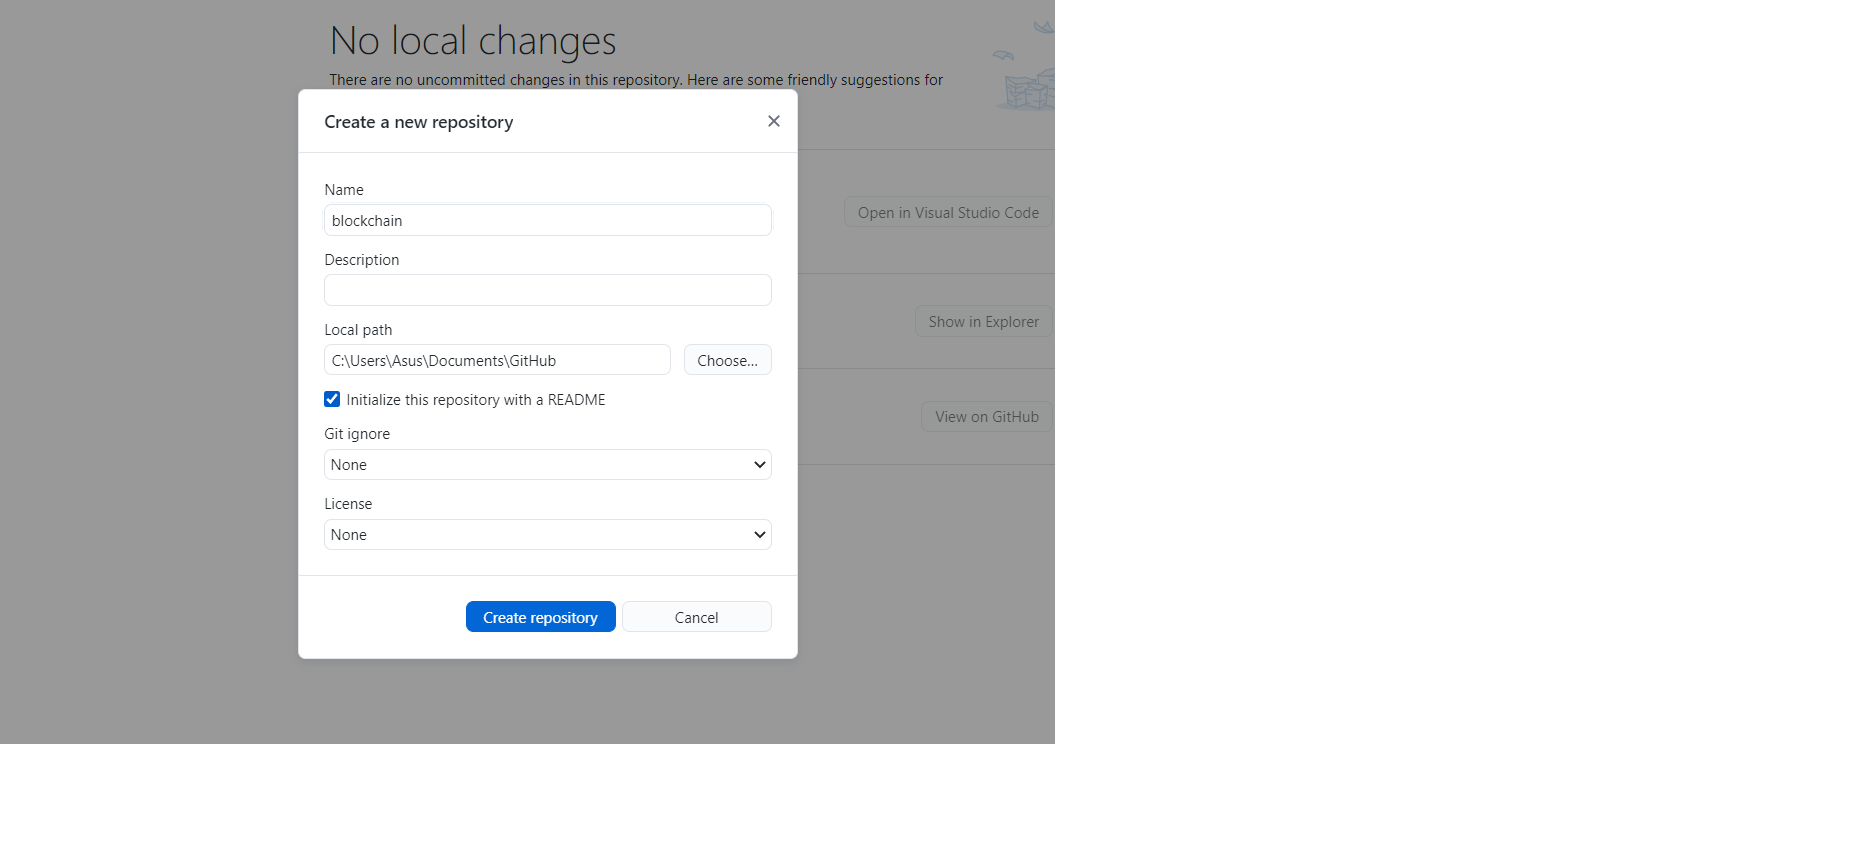 No local changes
There are no uncommitted changes in this repository. Here are some friendly suggestions for
Create a new repository
Name
blockchain
Description
Local path
C:\Users\Asus\Documents\GitHub
Choose...
Initialize this repository with a README
Git ignore
None
License
None
Create repository
Cancel
Open in Visual Studio Code
Show in Explorer
View on GitHub